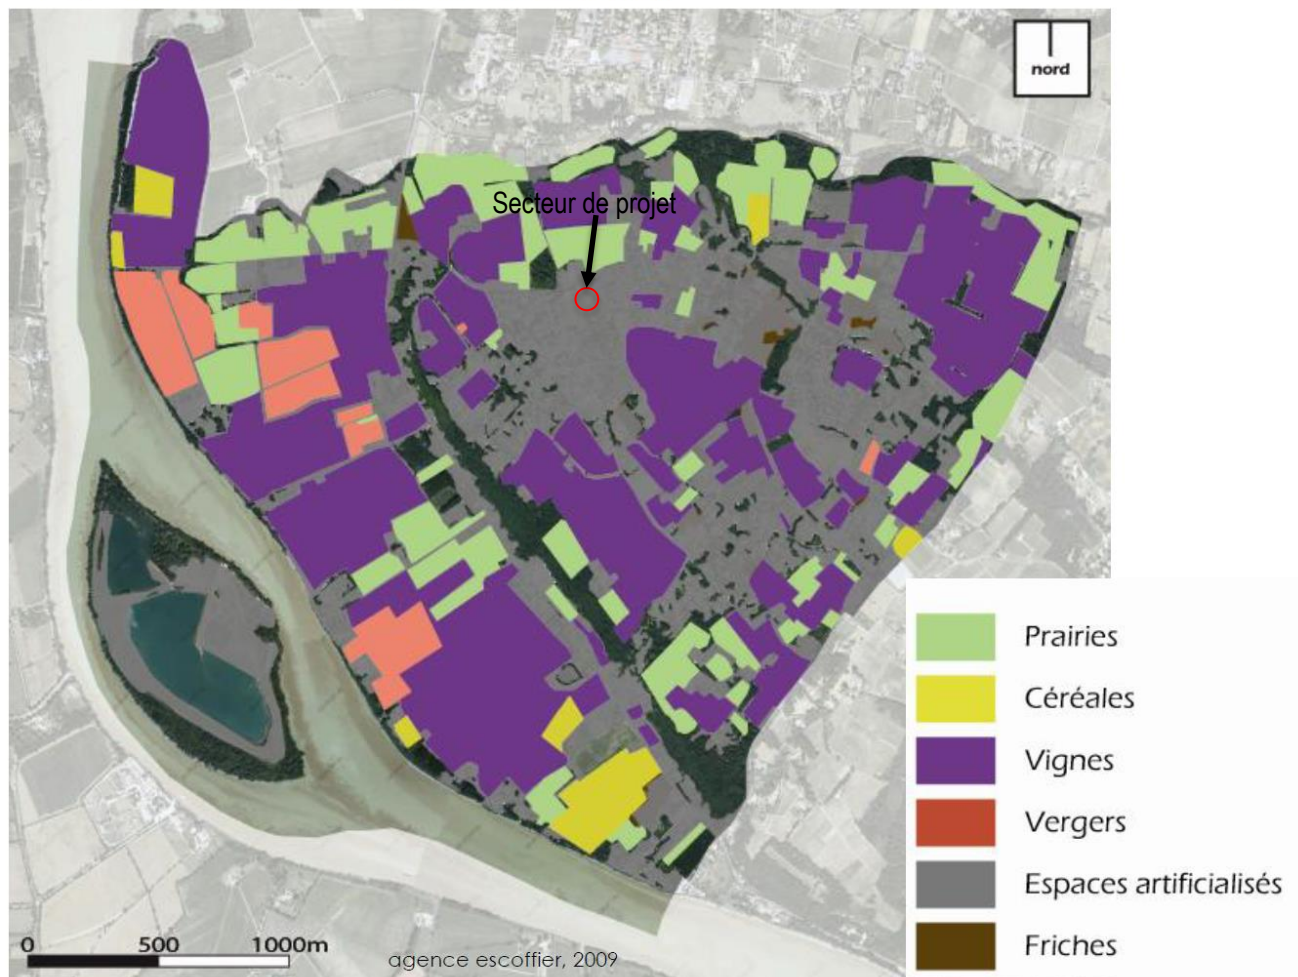 nord
Secteur de projet
Prairies
Céréales
Vignes
Vergers
Espaces artificialisés
Friches
0 500 1000m
agence escoffier, 2009